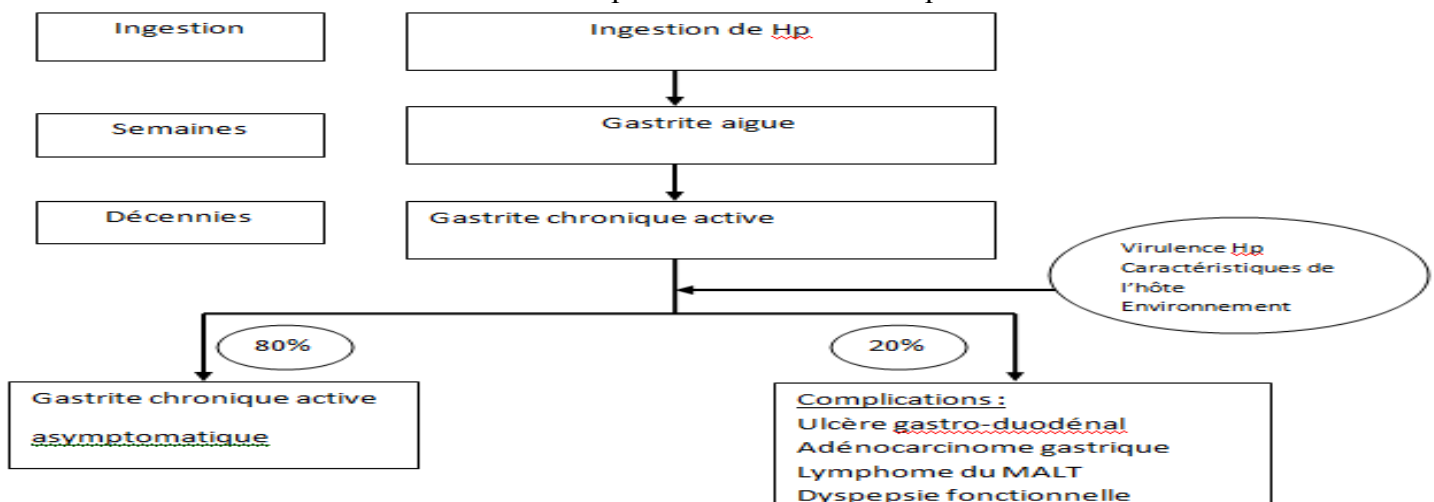 Ingestion
Ingestion de Hp
Semaines
Gastrite aigue
Décennies
Gastrite chronique active
Virulence Hp
Caractéristiques de
l’hôte
Environnement
80%
20%
Gastrite chronique active
asymptomatique
Complications :
Ulcère gastro-duodénal
Adénocarcinome gastrique
Lymphome du MALT
Dyspepsie fonctionnelle